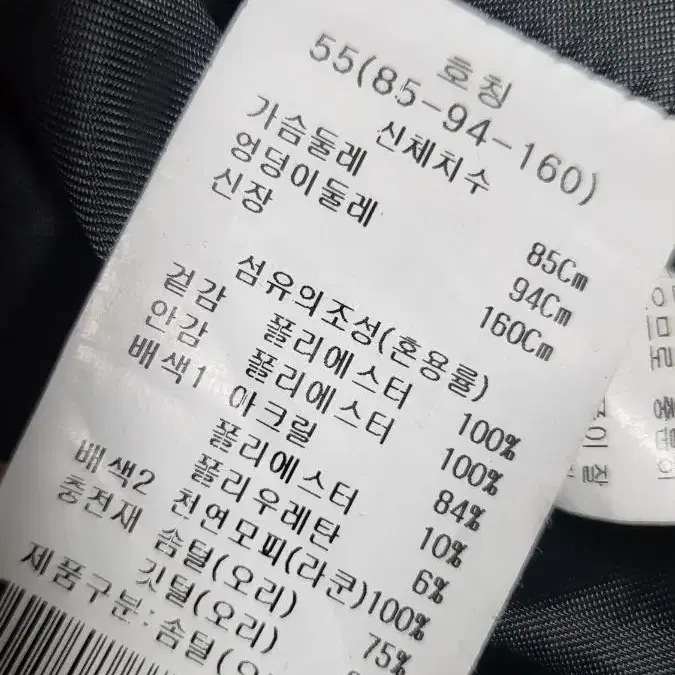 호칭
55(85-94-160)
신체치수
가슴둘레 85Cm
엉덩이둘레 94Cm
신장 160Cm
섬유의조성(혼용률)
겉감 폴리에스터 100%
안감 폴리에스터 100%
배색1 아크릴 84%
폴리에스터 10%
폴리우레탄 6%
배색2 천연모피(라쿤)100%
충전재 솜털(오리) 75%
깃털(오리)
제품구분:솜털(오